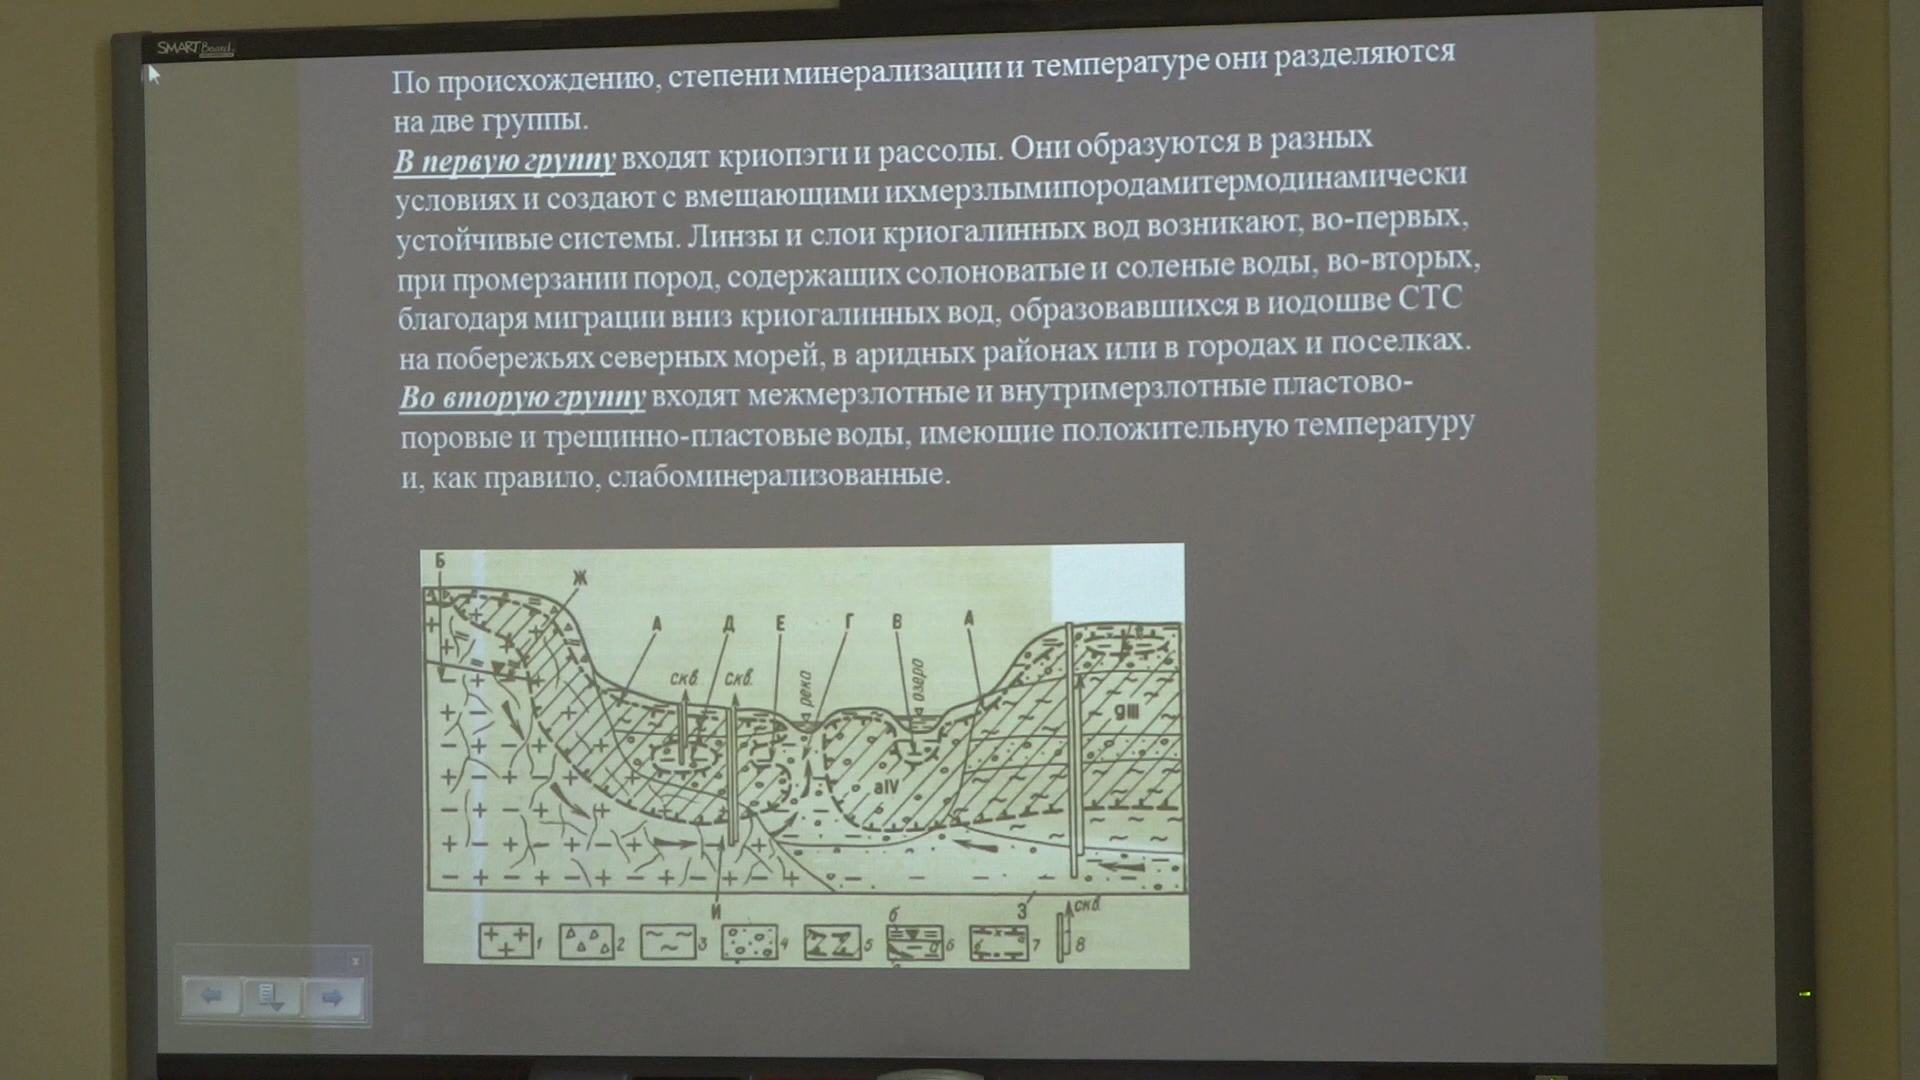 SMART Board
По происхождению, степени минерализации и температуре они разделяются
на две группы.
В первую группу входят криопэги и рассолы. Они образуются в разных
условиях и создают с вмещающими ихмерзлымипородамитермодинамически
устойчивые системы. Линзы и слои криогалинных вод возникают, во-первых,
при промерзании пород, содержащих солоноватые и соленые воды, во-вторых,
благодаря миграции вниз криогалинных вод, образовавшихся в иодошве СТС
на побережьях северных морей, в аридных районах или в городах и поселках.
Во вторую группу входят межмерзлотные и внутримерзлотные пластово-
поровые и трещинно-пластовые воды, имеющие положительную температуру
и, как правило, слабоминерализованные.
Б
Ж
А Д Е Г В А
скв. скв. река озеро
gIII
aIV
И З скв.
б
1 2 3 4 5 6 7 8